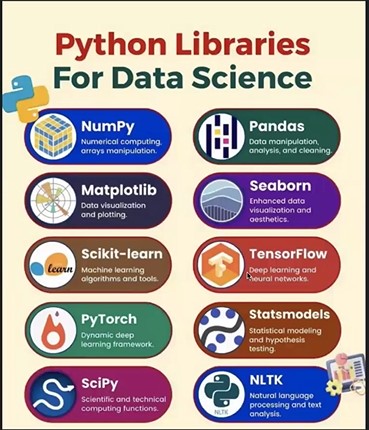 Python Libraries
For Data Science
NumPy
Numerical computing,
arrays manipulation.
Pandas
Data manipulation,
analysis, and cleaning.
Matplotlib
Data visualization
and plotting.
Seaborn
Enhanced data
visualization and
aesthetics.
learn
Scikit-learn
Machine learning
algorithms and tools.
TensorFlow
Deep learning and
neural networks.
PyTorch
Dynamic deep
learning framework.
Statsmodels
Statistical modeling
and hypothesis
testing.
SciPy
Scientific and technical
computing functions.
NLTK
NLTK
Natural language
processing and text
analysis.